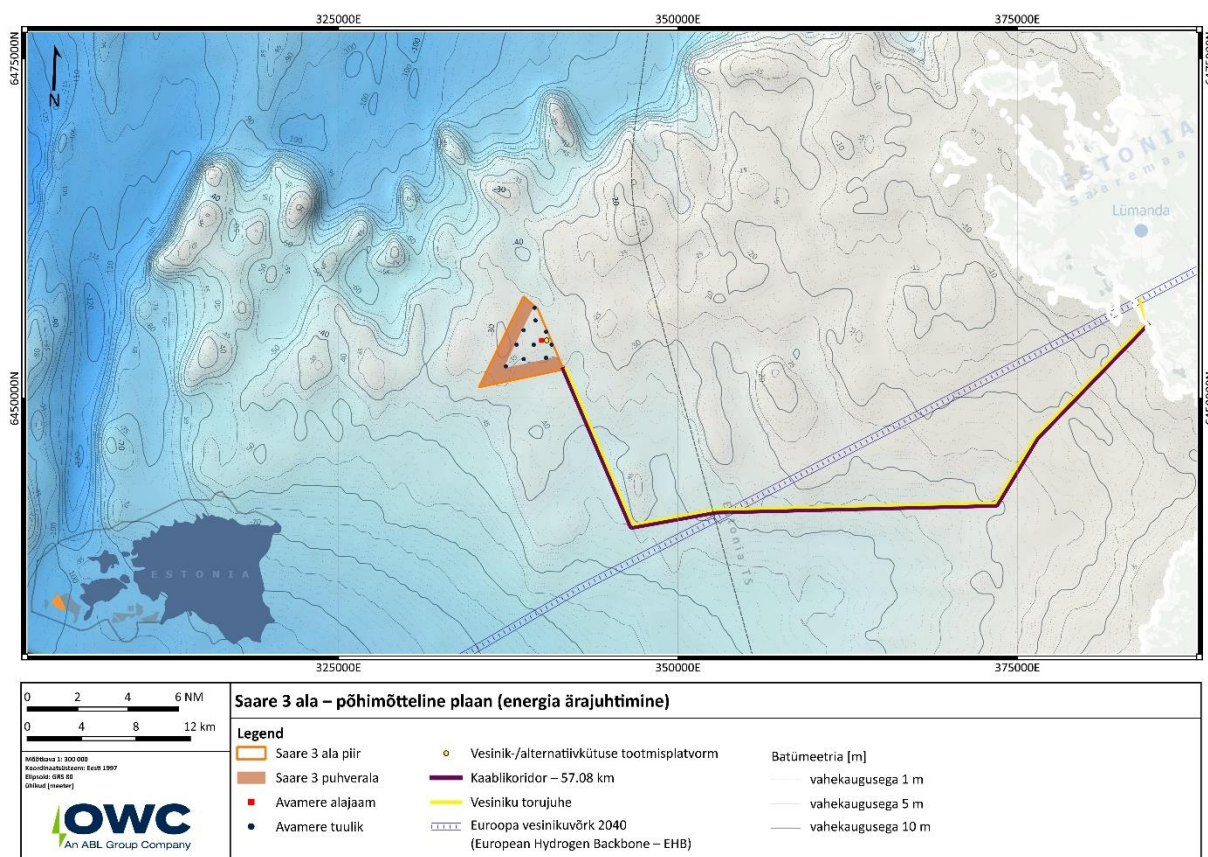 325000E
350000E
375000E
6475000N
6475000N
N
ESTONIA
Saaremaa
Lümanda
6450000N
6450000N
Estonia TS
ESTONIA
325000E
350000E
375000E
0 2 4 6 NM
0 4 8 12 km
Mõõtkava 1: 300 000
Koordinaatsüsteem: Eesti 1997
Ellipsoid: GRS 80
Ühikud [meeter]
OWC
An ABL Group Company
Saare 3 ala – põhimõtteline plaan (energia ärajuhtimine)
Legend
Saare 3 ala piir
Saare 3 puhverala
Avamere alajaam
Avamere tuulik
Vesinik-/alternatiivkütuse tootmisplatvorm
Kaablikoridor – 57.08 km
Vesiniku torujuhe
Euroopa vesinikuvõrk 2040
(European Hydrogen Backbone – EHB)
Batümeetria [m]
vahekaugusega 1 m
vahekaugusega 5 m
vahekaugusega 10 m